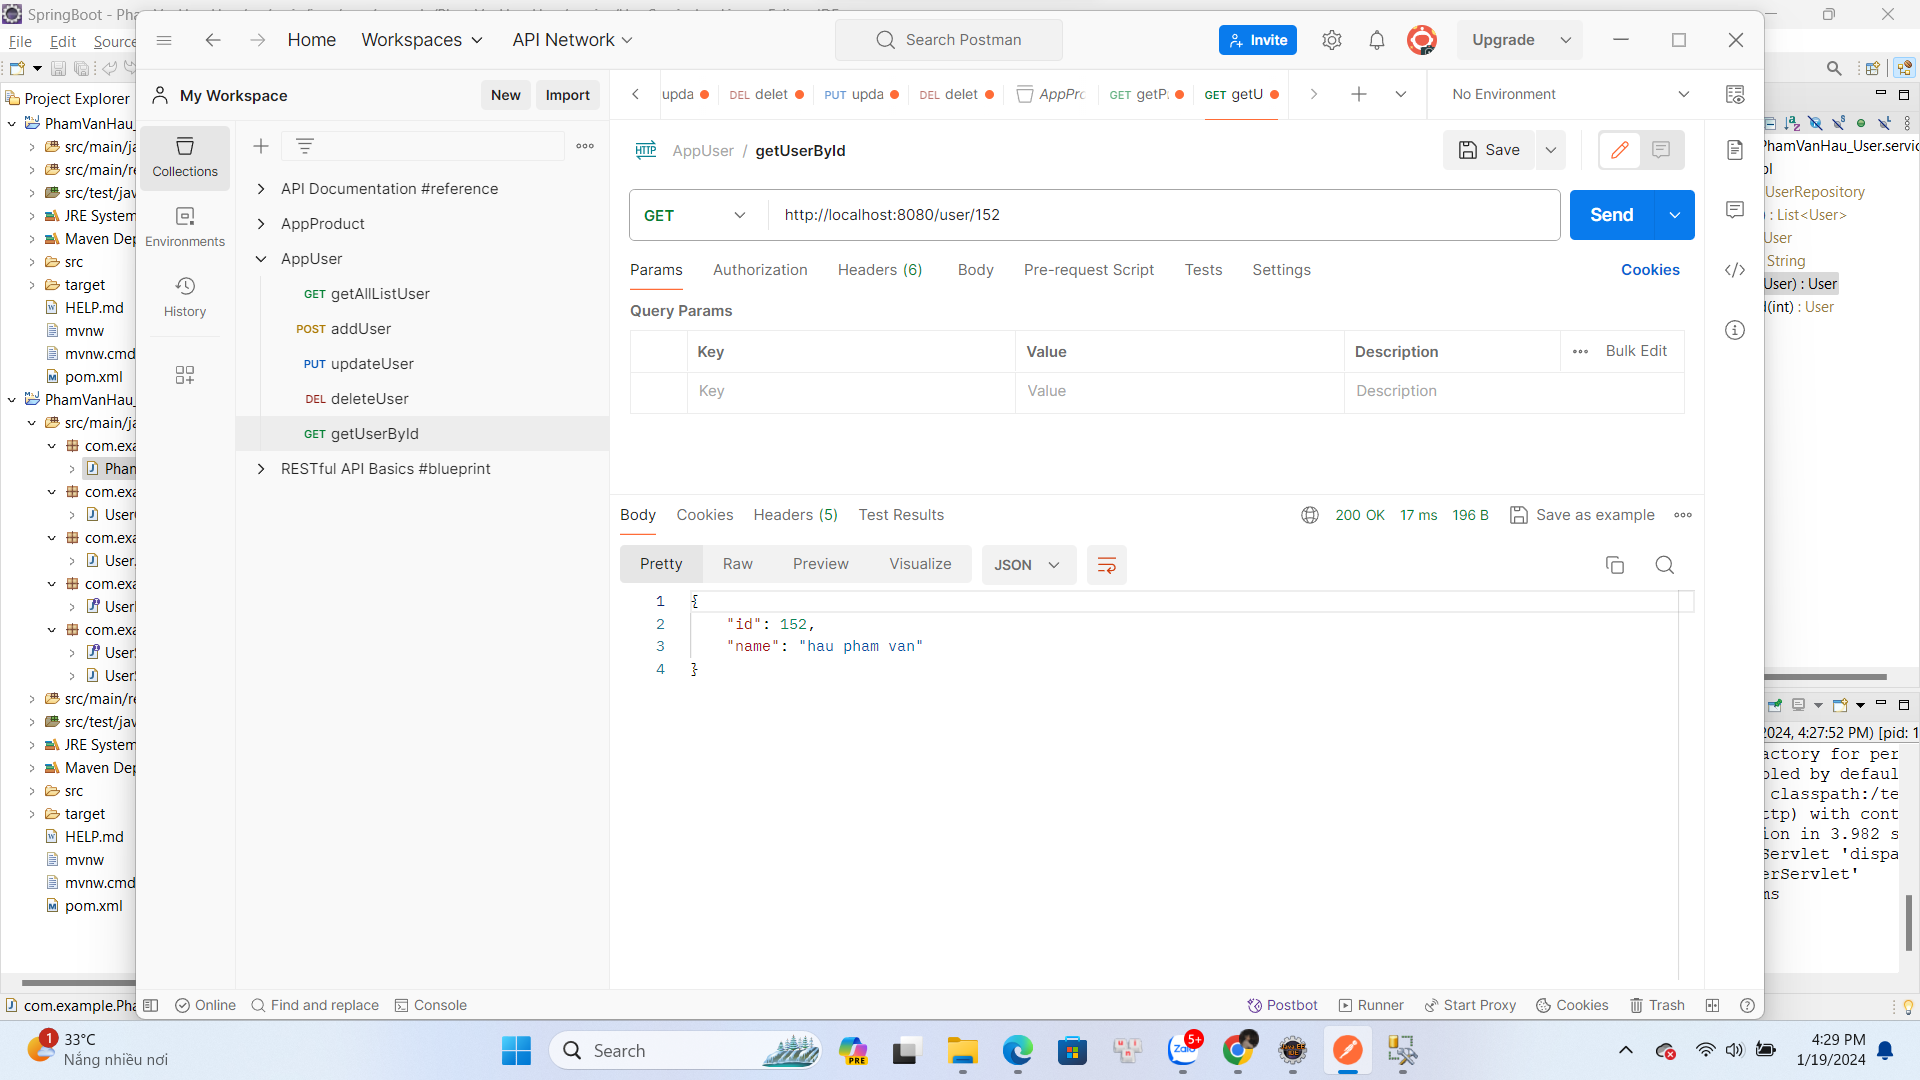 File Edit Source
Project Explorer
PhamVanHau_
src/main/ja
src/main/re
src/test/jav
JRE System
Maven Dep
src
target
HELP.md
mvnw
mvnw.cmd
pom.xml
PhamVanHau_
src/main/ja
com.exa
Pham
com.exa
User
com.exa
User
com.exa
User
com.exa
User
User
src/main/re
src/test/jav
JRE System
Maven Dep
src
target
HELP.md
mvnw
mvnw.cmd
pom.xml
com.example.Pha
Home Workspaces API Network
Search Postman
Invite
Upgrade
My Workspace
New Import
Collections
Environments
History
API Documentation #reference
AppProduct
AppUser
GET getAllListUser
POST addUser
PUT updateUser
DEL deleteUser
GET getUserById
RESTful API Basics #blueprint
upda DEL delet PUT upda DEL delet AppPro GET getP GET getU
No Environment
HTTP AppUser / getUserById
Save
GET http://localhost:8080/user/152
Send
Params Authorization Headers (6) Body Pre-request Script Tests Settings Cookies
Query Params
Key Value Description Bulk Edit
Key Value Description
Body Cookies Headers (5) Test Results
200 OK 17 ms 196 B Save as example
Pretty Raw Preview Visualize JSON
1 {
2 "id": 152,
3 "name": "hau pham van"
4 }
Online Find and replace Console
Postbot Runner Start Proxy Cookies Trash
PhamVanHau_User.servic
UserRepository
) : List<User>
User
String
User) : User
(int) : User
2024, 4:27:52 PM) [pid: 1
actory for per
led by defaul
classpath:/te
ttp) with cont
ion in 3.982 s
Servlet 'dispa
erServlet'
ms
1
33°C
Nắng nhiều nơi
Search
PRE
Zalo
5+
4:29 PM
1/19/2024